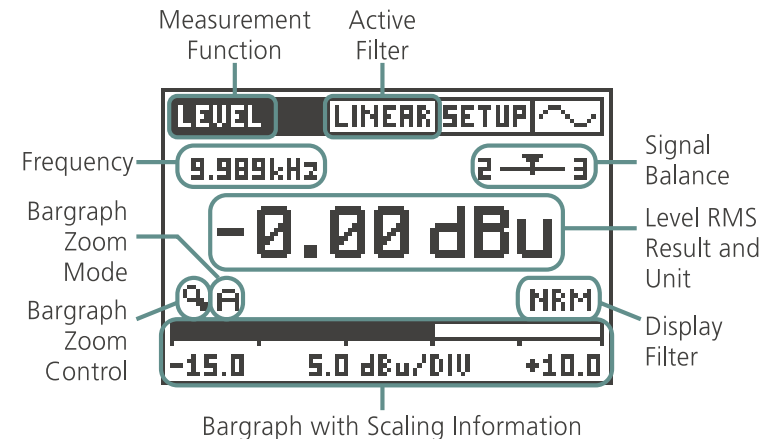 Measurement
Function
Active
Filter
LEVEL LINEAR SETUP
Frequency
9.989kHz
2 3
Signal
Balance
Bargraph
Zoom
Mode
-0.00 dBu
Level RMS
Result and
Unit
A
NRM
Bargraph
Zoom
Control
Display
Filter
-15.0 5.0 dBu/DIV +10.0
Bargraph with Scaling Information